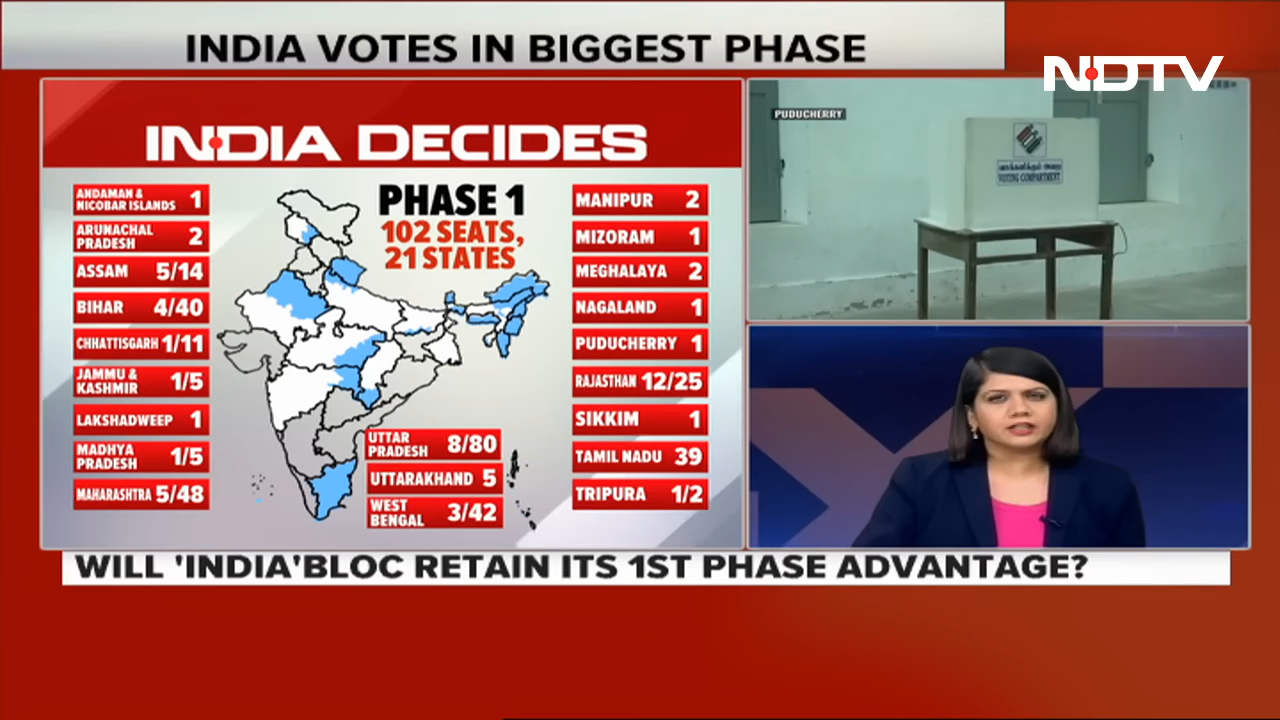 INDIA VOTES IN BIGGEST PHASE
NDTV
INDIA DECIDES
PHASE 1
102 SEATS,
21 STATES
ANDAMAN &
NICOBAR ISLANDS 1
ARUNACHAL
PRADESH 2
ASSAM 5/14
BIHAR 4/40
CHHATTISGARH 1/11
JAMMU &
KASHMIR 1/5
LAKSHADWEEP 1
MADHYA
PRADESH 1/5
MAHARASHTRA 5/48
UTTAR
PRADESH 8/80
UTTARAKHAND 5
WEST
BENGAL 3/42
MANIPUR 2
MIZORAM 1
MEGHALAYA 2
NAGALAND 1
PUDUCHERRY 1
RAJASTHAN 12/25
SIKKIM 1
TAMIL NADU 39
TRIPURA 1/2
PUDUCHERRY
VOTING COMPARTMENT
WILL 'INDIA'BLOC RETAIN ITS 1ST PHASE ADVANTAGE?